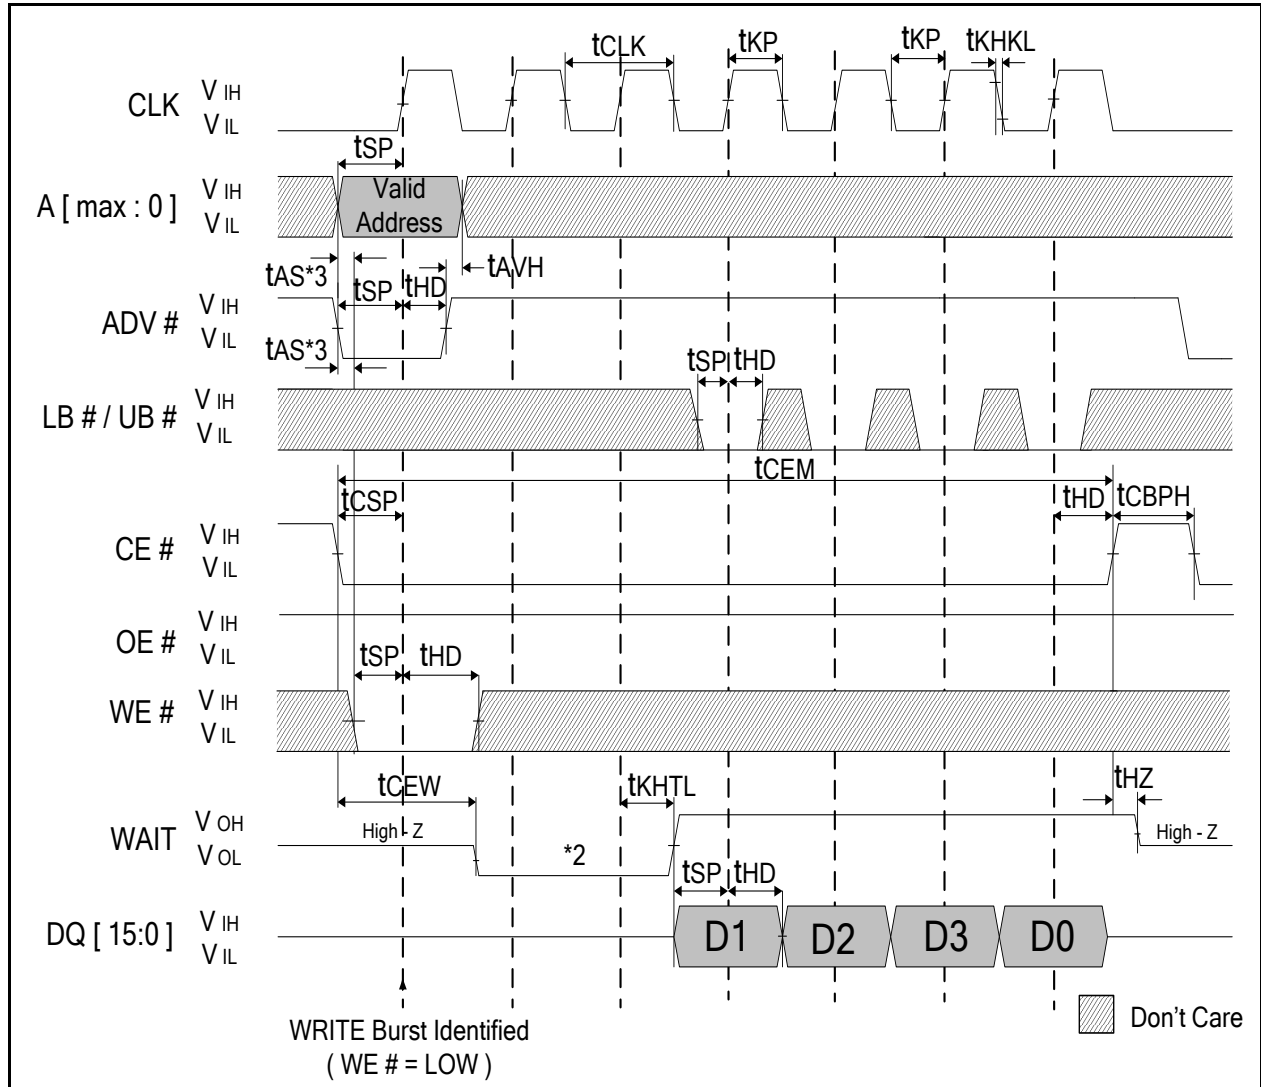 tCLK tKP tKP tKHKL
CLK V IH
V IL
tSP
A [ max : 0 ] V IH
V IL
Valid
Address
tAS*3 tSP tHD tAVH
ADV # V IH
V IL
tAS*3
tSP tHD
LB # / UB # V IH
V IL
tCEM
tCSP tHD tCBPH
CE # V IH
V IL
OE # V IH
V IL
tSP tHD
WE # V IH
V IL
tCEW tKHTL tHZ
WAIT V OH
V OL
High - Z *2 High - Z
tSP tHD
DQ [ 15:0 ] V IH
V IL
D1 D2 D3 D0
WRITE Burst Identified
( WE # = LOW )
Don't Care